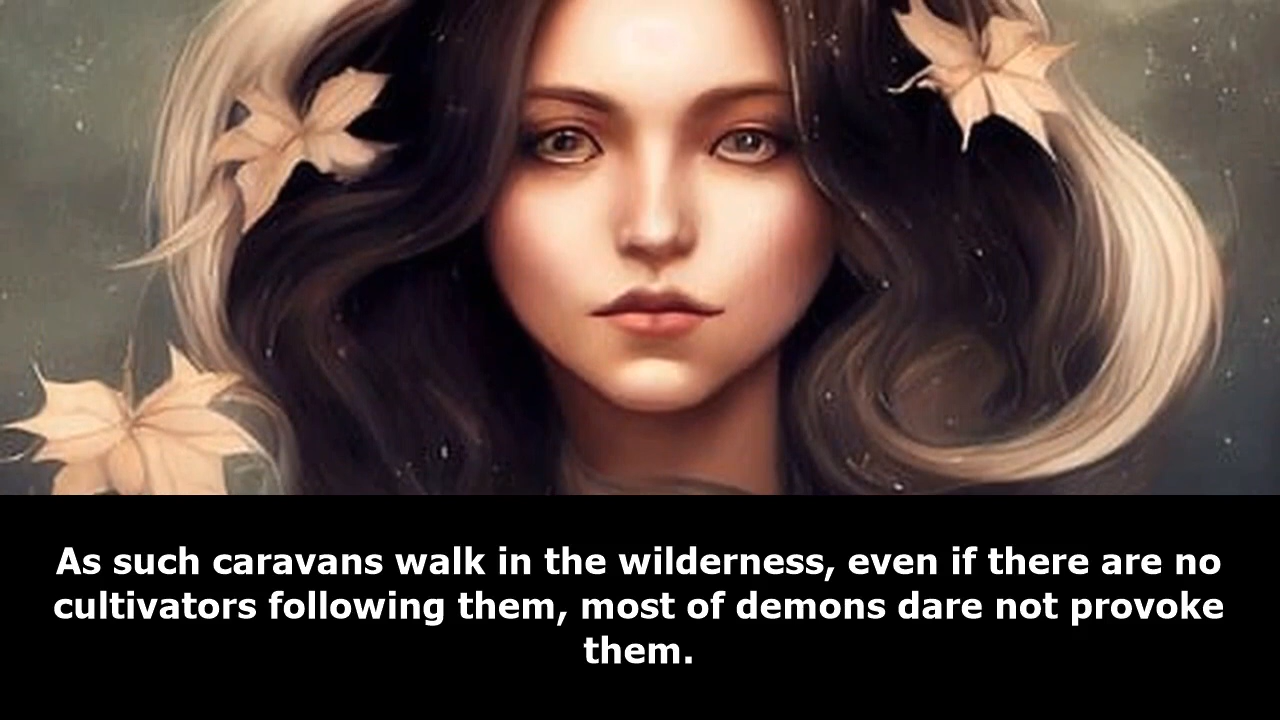 As such caravans walk in the wilderness, even if there are no
cultivators following them, most of demons dare not provoke
them.